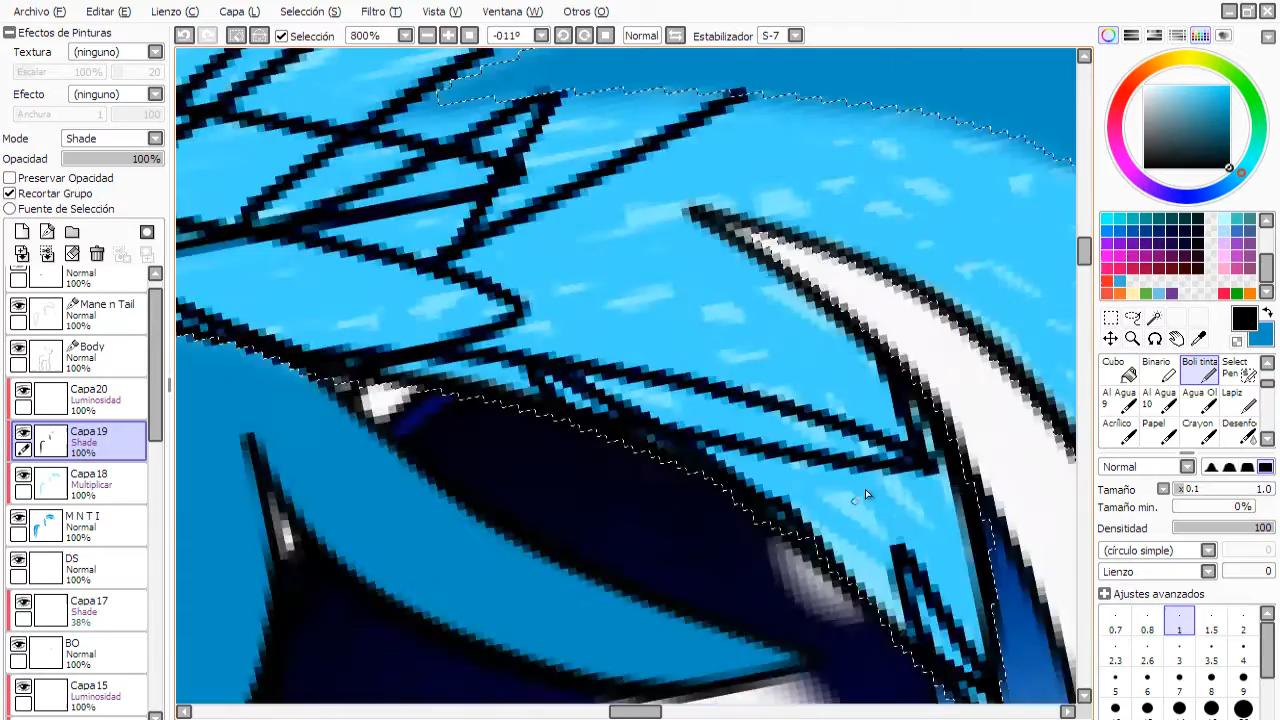 Archivo (F) Editar (E) Lienzo (C) Capa (L) Selección (S) Filtro (T) Vista (V) Ventana (W) Otros (O)
Efectos de Pinturas
Selección 800% -011º Normal Estabilizador S-7
Textura (ninguno)
Escalar 100% 20
Efecto (ninguno)
Anchura 1 100
Mode Shade
Opacidad 100%
Preservar Opacidad
Recortar Grupo
Fuente de Selección
Normal
100%
Mane n Tail
Normal
100%
Body
Normal
100%
Capa20
Luminosidad
100%
Capa19
Shade
100%
Capa18
Multiplicar
100%
M N T I
Normal
100%
DS
Normal
100%
Capa17
Shade
38%
BO
Normal
100%
Capa15
Luminosidad
100%
Cubo Binario Boli tinta Select Pen
Al Agua 9 Al Agua 10 Agua Ol Lapiz
Acrílico Papel Crayon Desenfo
Normal
Tamaño x 0.1 1.0
Tamaño min. 0%
Densitidad 100
(círculo simple) 0
Lienzo 0
Ajustes avanzados
0.7 0.8 1 1.5 2
2.3 2.6 3 3.5 4
5 6 7 8 9